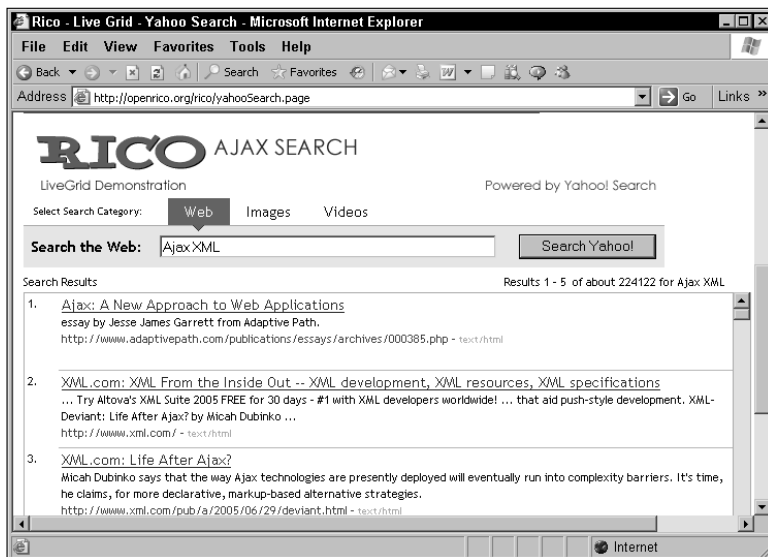 Rico - Live Grid - Yahoo Search - Microsoft Internet Explorer
File Edit View Favorites Tools Help
Back Search Favorites
Address http://openrico.org/rico/yahooSearch.page Go Links »
RICO AJAX SEARCH
LiveGrid Demonstration Powered by Yahoo! Search
Select Search Category: Web Images Videos
Search the Web: Ajax XML Search Yahoo!
Search Results Results 1 - 5 of about 224122 for Ajax XML
1. Ajax: A New Approach to Web Applications
essay by Jesse James Garrett from Adaptive Path.
http://www.adaptivepath.com/publications/essays/archives/000385.php - text/html
2. XML.com: XML From the Inside Out -- XML development, XML resources, XML specifications
... Try Altova's XML Suite 2005 FREE for 30 days - #1 with XML developers worldwide! ... that aid push-style development. XML-
Deviant: Life After Ajax? by Micah Dubinko ...
http://www.xml.com/ - text/html
3. XML.com: Life After Ajax?
Micah Dubinko says that the way Ajax technologies are presently deployed will eventually run into complexity barriers. It's time,
he claims, for more declarative, markup-based alternative strategies.
http://www.xml.com/pub/a/2005/06/29/deviant.html - text/html
Internet